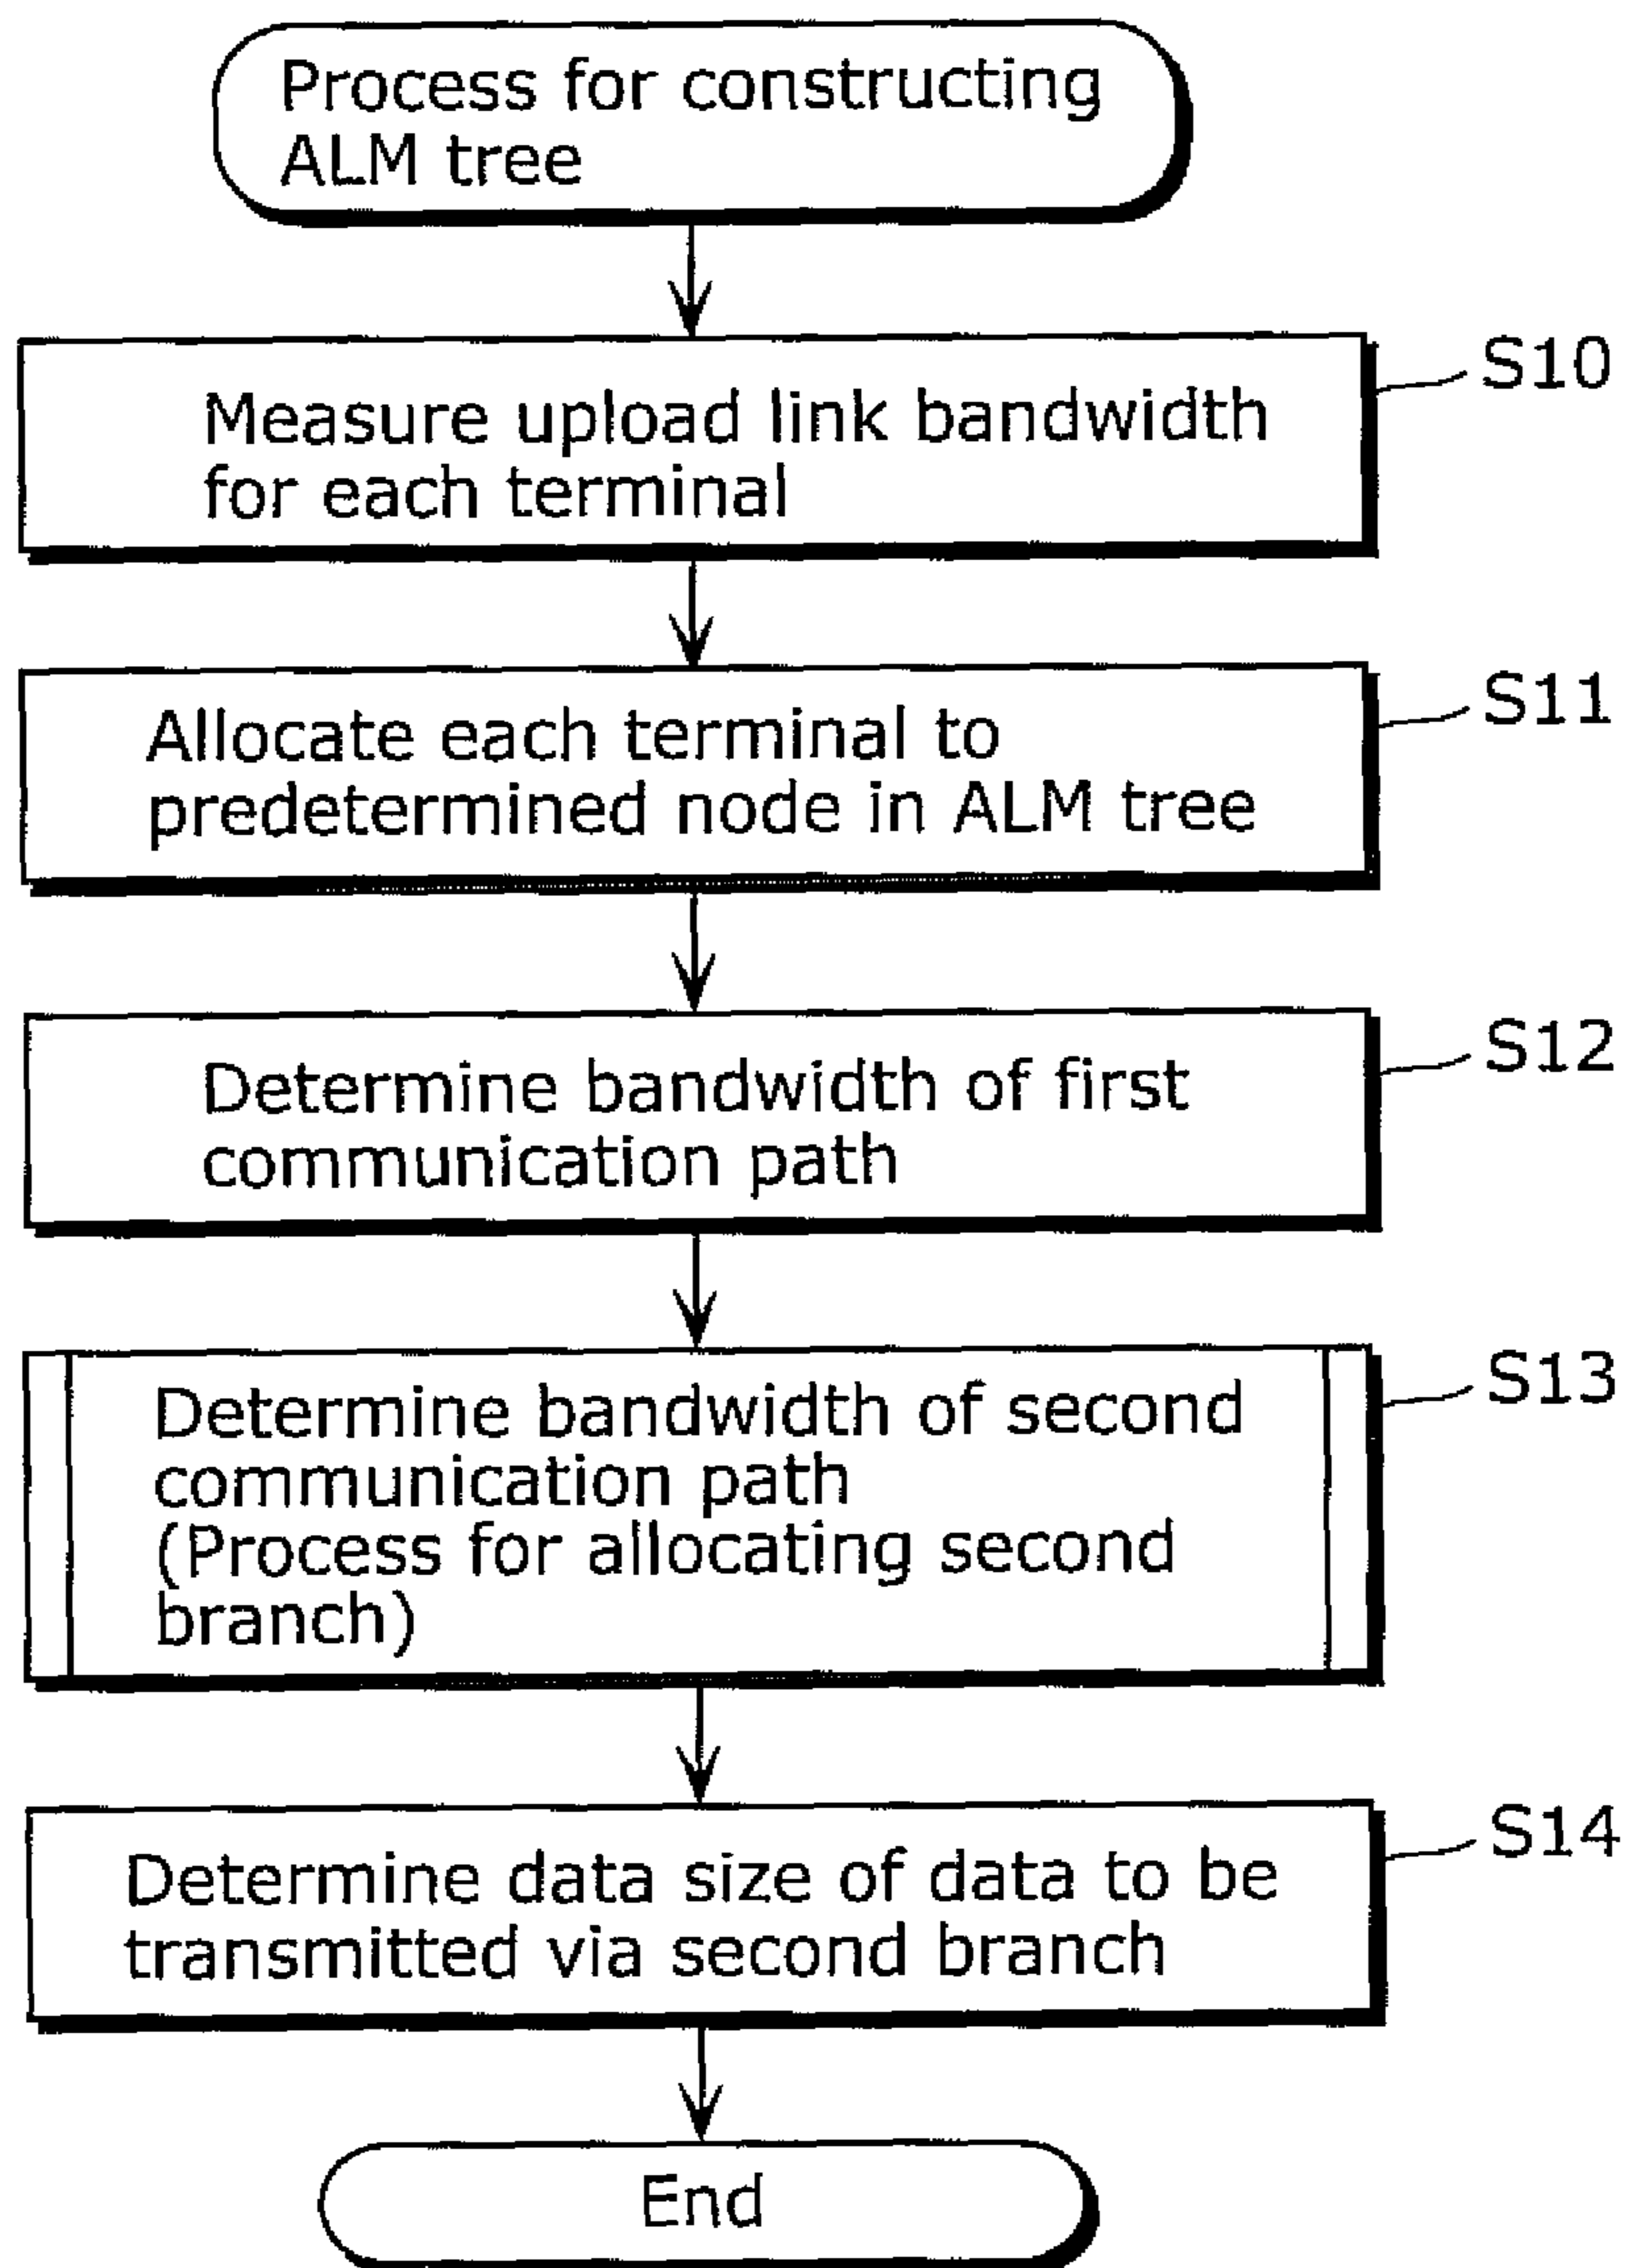 Process for constructing
ALM tree
S10
Measure upload link bandwidth
for each terminal
S11
Allocate each terminal to
predetermined node in ALM tree
S12
Determine bandwidth of first
communication path
S13
Determine bandwidth of second
communication path
(Process for allocating second
branch)
S14
Determine data size of data to be
transmitted via second branch
End